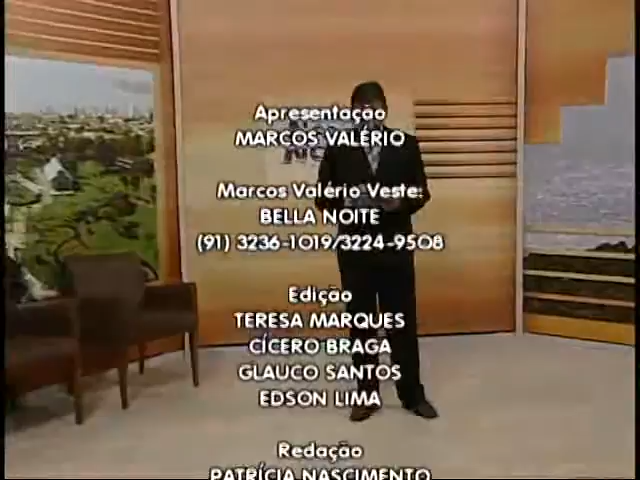 Apresentação
MARCOS VALÉRIO
Marcos Valério Veste:
BELLA NOITE
(91) 3236-1019/3224-9508
Edição
TERESA MARQUES
CÍCERO BRAGA
GLAUCO SANTOS
EDSON LIMA
Redação
PATRÍCIA NASCIMENTO